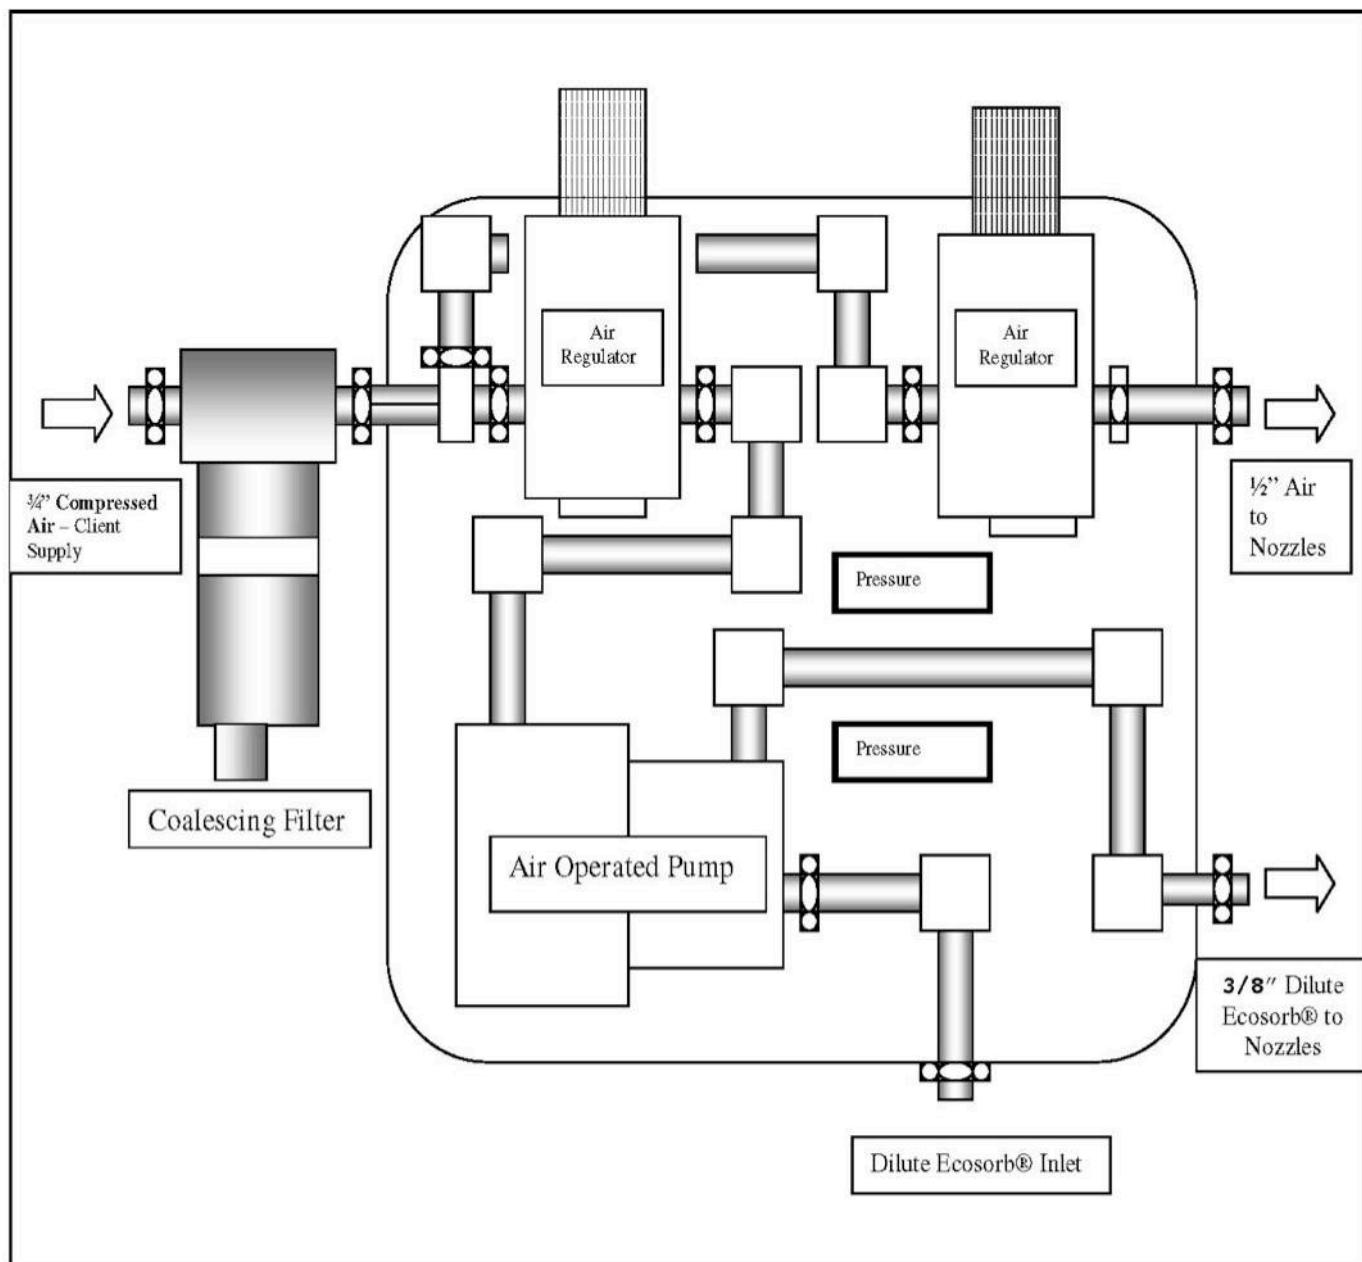 Air
Regulator
Air
Regulator
¾” Compressed
Air – Client
Supply
½” Air
to
Nozzles
Pressure
Pressure
Coalescing Filter
Air Operated Pump
3/8” Dilute
Ecosorb® to
Nozzles
Dilute Ecosorb® Inlet